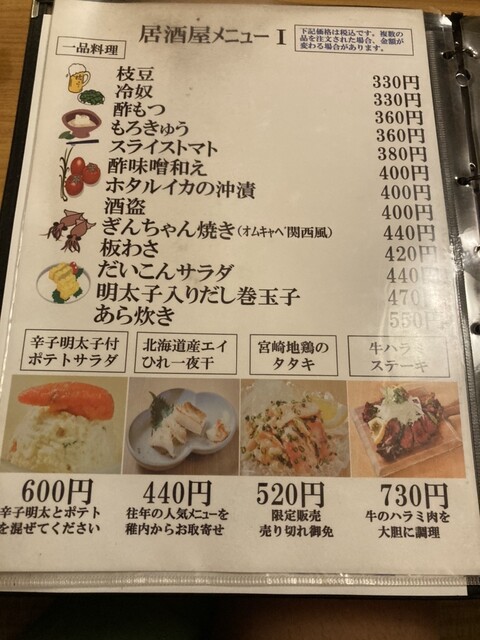 居酒屋メニュー I
下記価格は税込です。複数の
品を注文された場合、金額が
変わる場合があります。
一品料理
枝豆 330円
冷奴 330円
酢もつ 360円
もろきゅう 360円
スライストマト 380円
酢味噌和え 400円
ホタルイカの沖漬 400円
酒盗 400円
ぎんちゃん焼き(オムキャベ関西風) 440円
板わさ 420円
だいこんサラダ 440円
明太子入りだし巻玉子 470円
あら炊き 550円
辛子明太子付
ポテトサラダ
600円
辛子明太とポテト
を混ぜてください
北海道産エイ
ひれ一夜干
440円
往年の人気メニューを
稚内からお取寄せ
宮崎地鶏の
タタキ
520円
限定販売
売り切れ御免
牛ハラミ
ステーキ
730円
牛のハラミ肉を
大胆に調理